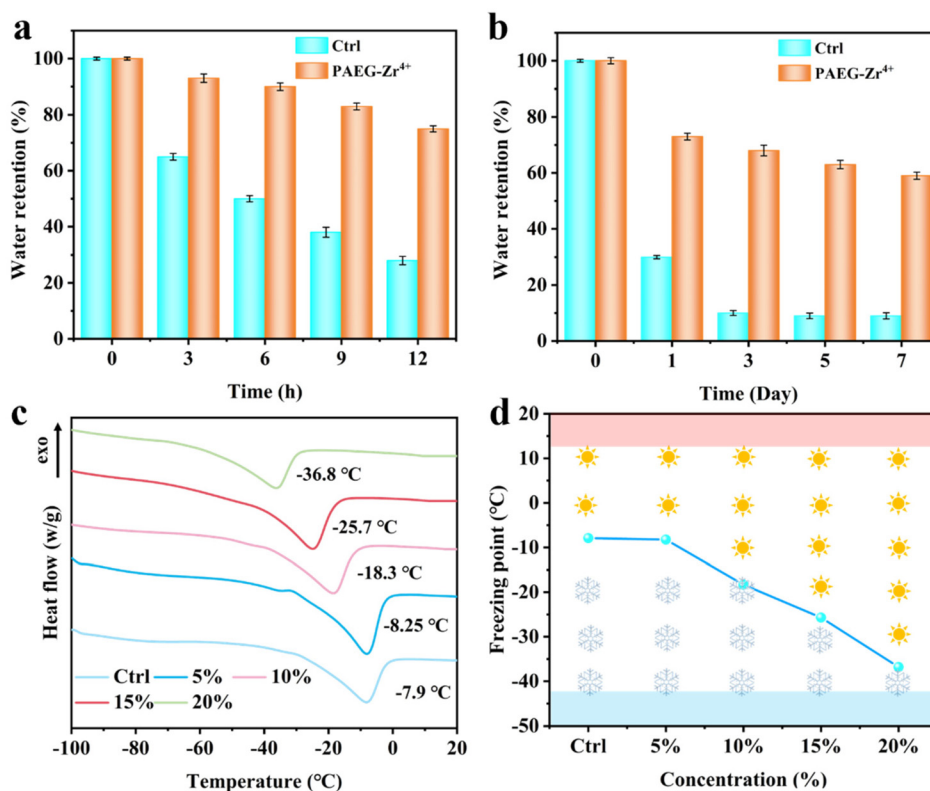 a
Ctrl
PAEG-Zr⁴⁺
100
80
60
40
20
0
Water retention (%)
0 3 6 9 12
Time (h)
b
Ctrl
PAEG-Zr⁴⁺
100
80
60
40
20
0
Water retention (%)
0 1 3 5 7
Time (Day)
c
exo
Heat flow (w/g)
-36.8 ℃
-25.7 ℃
-18.3 ℃
-8.25 ℃
-7.9 ℃
Ctrl 5% 10%
15% 20%
-100 -80 -60 -40 -20 0 20
Temperature (℃)
d
20
10
0
-10
-20
-30
-40
-50
Freezing point (℃)
Ctrl 5% 10% 15% 20%
Concentration (%)